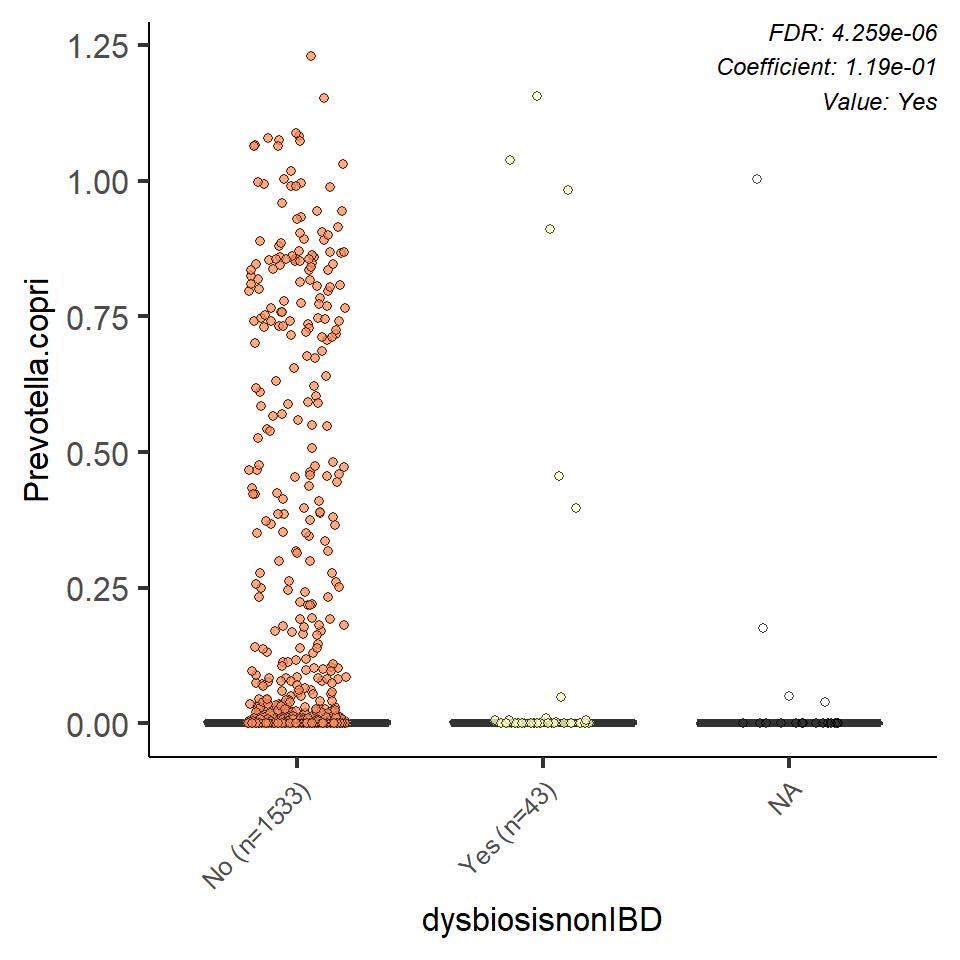 FDR: 4.259e-06
Coefficient: 1.19e-01
Value: Yes
Prevotella.copri
1.25
1.00
0.75
0.50
0.25
0.00
No (n=1533)
Yes (n=43)
NA
dysbiosisnonIBD